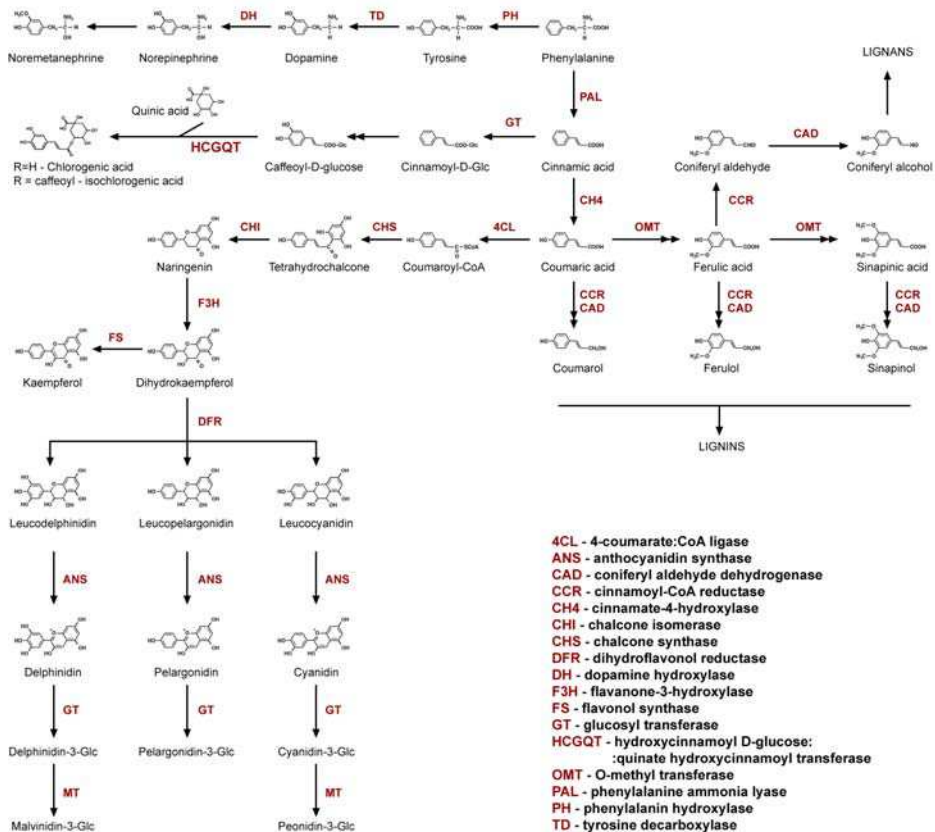 DH TD PH
Noremetanephrine Norepinephrine Dopamine Tyrosine Phenylalanine
LIGNANS
PAL
Quinic acid
GT
CAD
HCGQT
R=H - Chlorogenic acid
R = caffeoyl - isochlorogenic acid
Caffeoyl-D-glucose Cinnamoyl-D-Glc Cinnamic acid Coniferyl aldehyde Coniferyl alcohol
CH4 CCR
CHI CHS 4CL OMT OMT
Naringenin Tetrahydrochalcone Coumaroyl-CoA Coumaric acid Ferulic acid Sinapinic acid
F3H
CCR CCR CCR
CAD CAD CAD
FS
Kaempferol Dihydrokaempferol Coumarol Ferulol Sinapinol
DFR
LIGNINS
Leucodelphinidin Leucopelargonidin Leucocyanidin
ANS ANS ANS
Delphinidin Pelargonidin Cyanidin
GT GT GT
Delphinidin-3-Glc Pelargonidin-3-Glc Cyanidin-3-Glc
MT MT
Malvinidin-3-Glc Peonidin-3-Glc
4CL - 4-coumarate:CoA ligase
ANS - anthocyanidin synthase
CAD - coniferyl aldehyde dehydrogenase
CCR - cinnamoyl-CoA reductase
CH4 - cinnamate-4-hydroxylase
CHI - chalcone isomerase
CHS - chalcone synthase
DFR - dihydroflavonol reductase
DH - dopamine hydroxylase
F3H - flavanone-3-hydroxylase
FS - flavonol synthase
GT - glucosyl transferase
HCGQT - hydroxycinnamoyl D-glucose:
:quinate hydroxycinnamoyl transferase
OMT - O-methyl transferase
PAL - phenylalanine ammonia lyase
PH - phenylalanin hydroxylase
TD - tyrosine decarboxylase